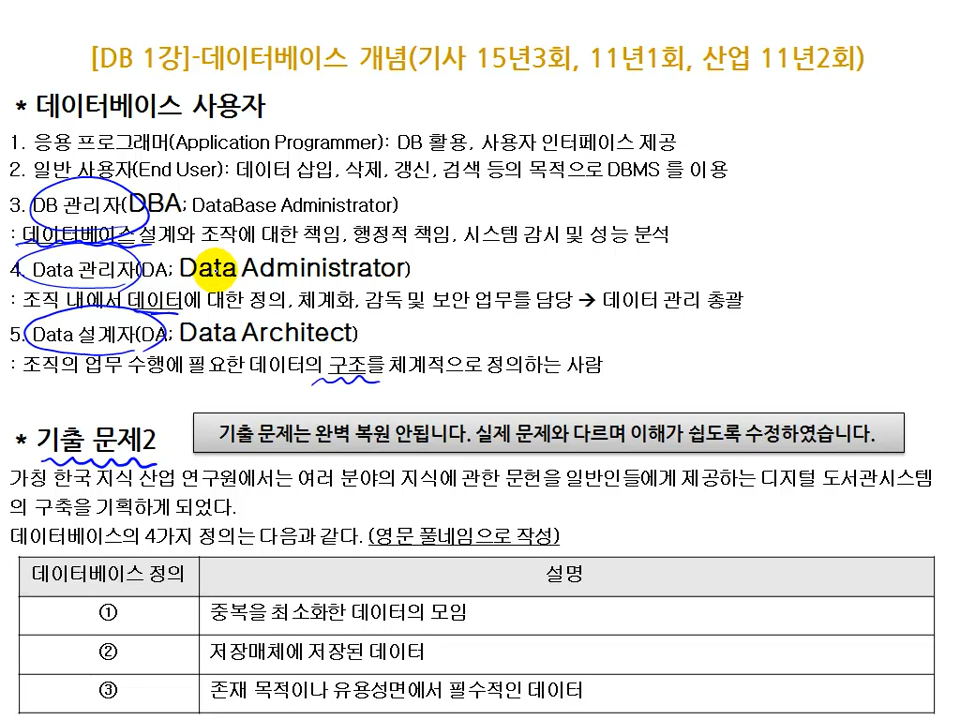 [DB 1강]-데이터베이스 개념(기사 15년3회, 11년1회, 산업 11년2회)
* 데이터베이스 사용자
1. 응용 프로그래머(Application Programmer): DB 활용, 사용자 인터페이스 제공
2. 일반 사용자(End User): 데이터 삽입, 삭제, 갱신, 검색 등의 목적으로 DBMS 를 이용
3. DB 관리자(DBA; DataBase Administrator)
: 데이터베이스 설계와 조작에 대한 책임, 행정적 책임, 시스템 감시 및 성능 분석
4. Data 관리자(DA; Data Administrator)
: 조직 내에서 데이터에 대한 정의, 체계화, 감독 및 보안 업무를 담당 → 데이터 관리 총괄
5. Data 설계자(DA; Data Architect)
: 조직의 업무 수행에 필요한 데이터의 구조를 체계적으로 정의하는 사람
* 기출 문제2
기출 문제는 완벽 복원 안됩니다. 실제 문제와 다르며 이해가 쉽도록 수정하였습니다.
가칭 한국 지식 산업 연구원에서는 여러 분야의 지식에 관한 문헌을 일반인들에게 제공하는 디지털 도서관시스템
의 구축을 기획하게 되었다.
데이터베이스의 4가지 정의는 다음과 같다. (영문 풀네임으로 작성)
데이터베이스 정의 설명
① 중복을 최소화한 데이터의 모임
② 저장매체에 저장된 데이터
③ 존재 목적이나 유용성면에서 필수적인 데이터